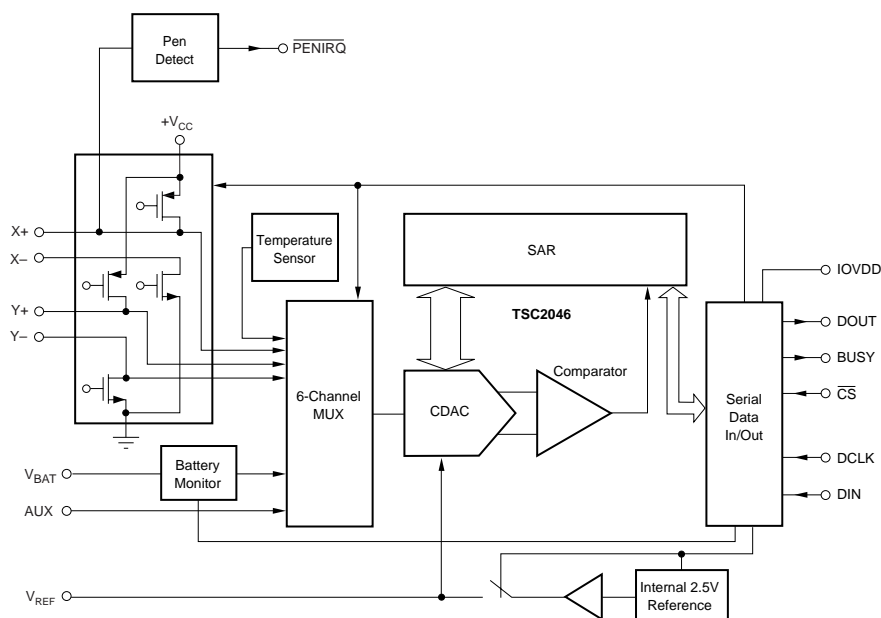 Pen
Detect
PENIRQ
+VCC
X+
X–
Y+
Y–
Temperature
Sensor
SAR
TSC2046
IOVDD
DOUT
BUSY
CS
DCLK
DIN
6-Channel
MUX
CDAC
Comparator
Serial
Data
In/Out
VBAT
Battery
Monitor
AUX
VREF
Internal 2.5V
Reference